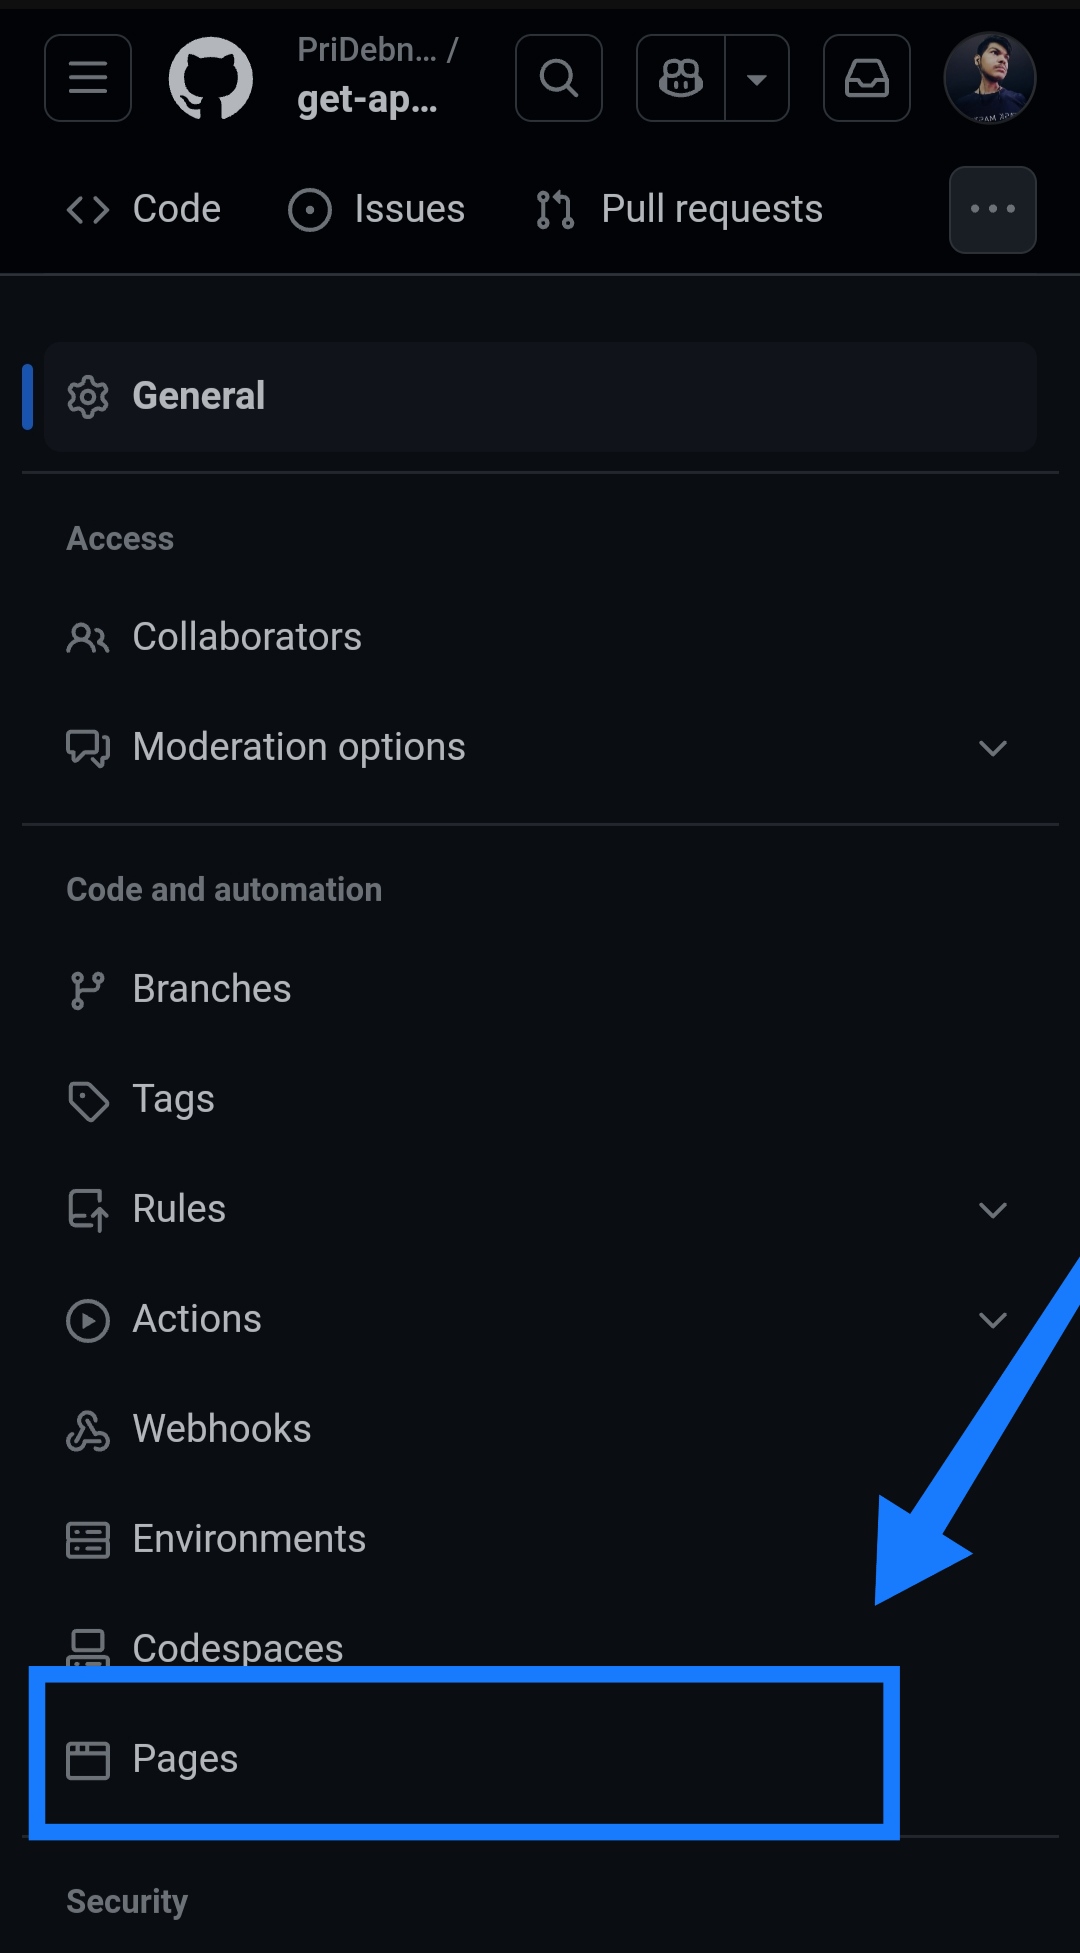 PriDebn... /
get-ap...
Code
Issues
Pull requests
General
Access
Collaborators
Moderation options
Code and automation
Branches
Tags
Rules
Actions
Webhooks
Environments
Codespaces
Pages
Security